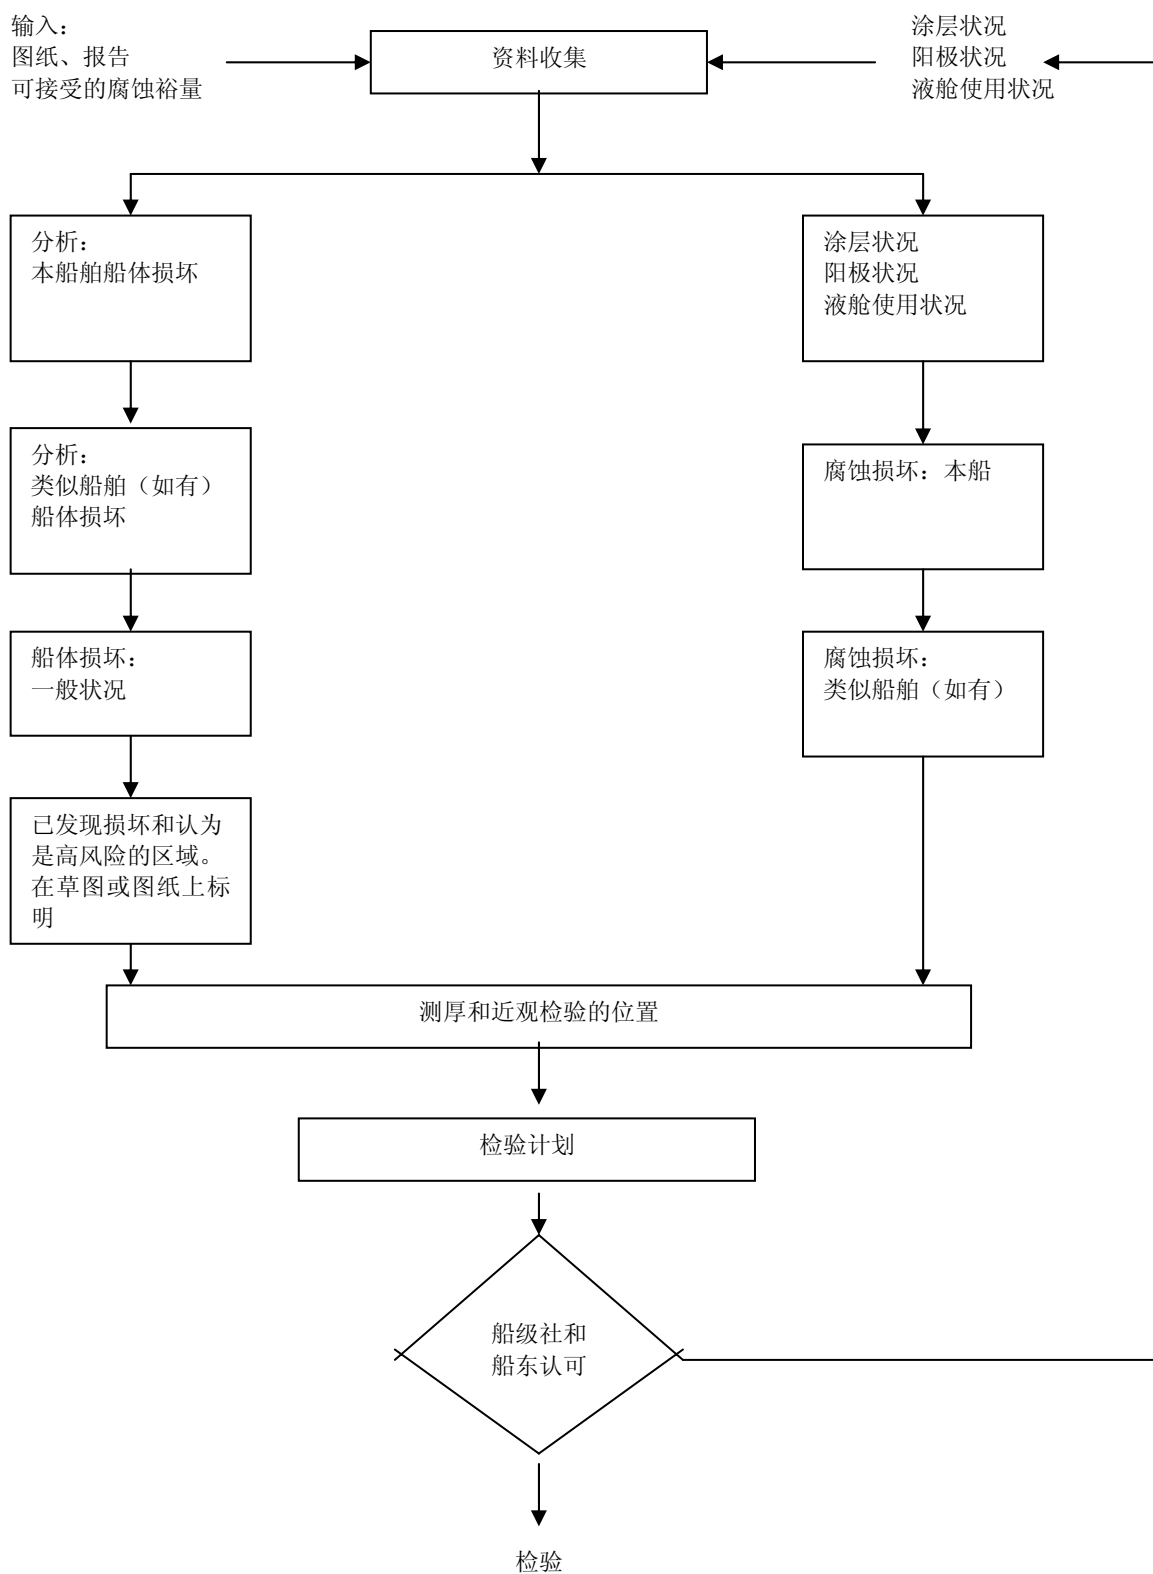 输入：
图纸、报告
可接受的腐蚀裕量
资料收集
涂层状况
阳极状况
液舱使用状况
分析：
本船舶船体损坏
涂层状况
阳极状况
液舱使用状况
分析：
类似船舶（如有）
船体损坏
腐蚀损坏：本船
船体损坏：
一般状况
腐蚀损坏：
类似船舶（如有）
已发现损坏和认为
是高风险的区域。
在草图或图纸上标
明
测厚和近观检验的位置
检验计划
船级社和
船东认可
检验